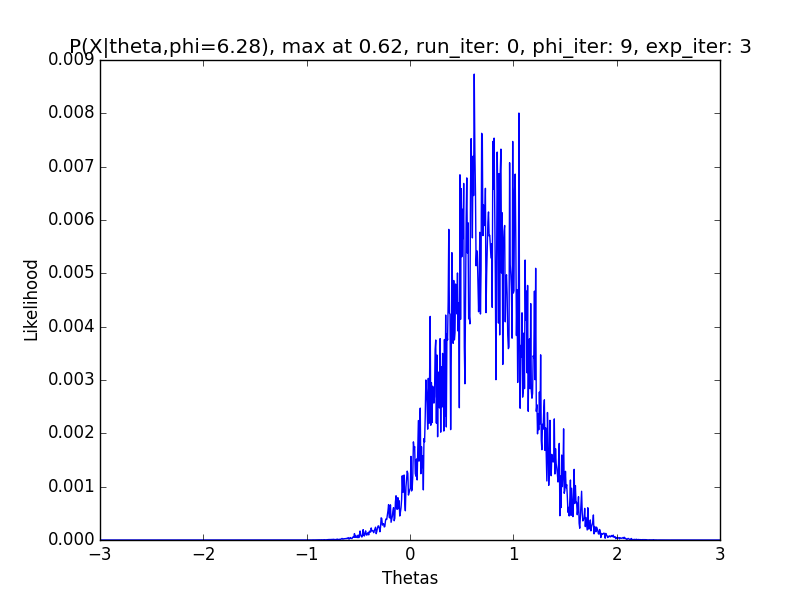 P(X|theta,phi=6.28), max at 0.62, run_iter: 0, phi_iter: 9, exp_iter: 3
0.009
0.008
0.007
0.006
0.005
0.004
0.003
0.002
0.001
0.000
Likelihood
−3 −2 −1 0 1 2 3
Thetas